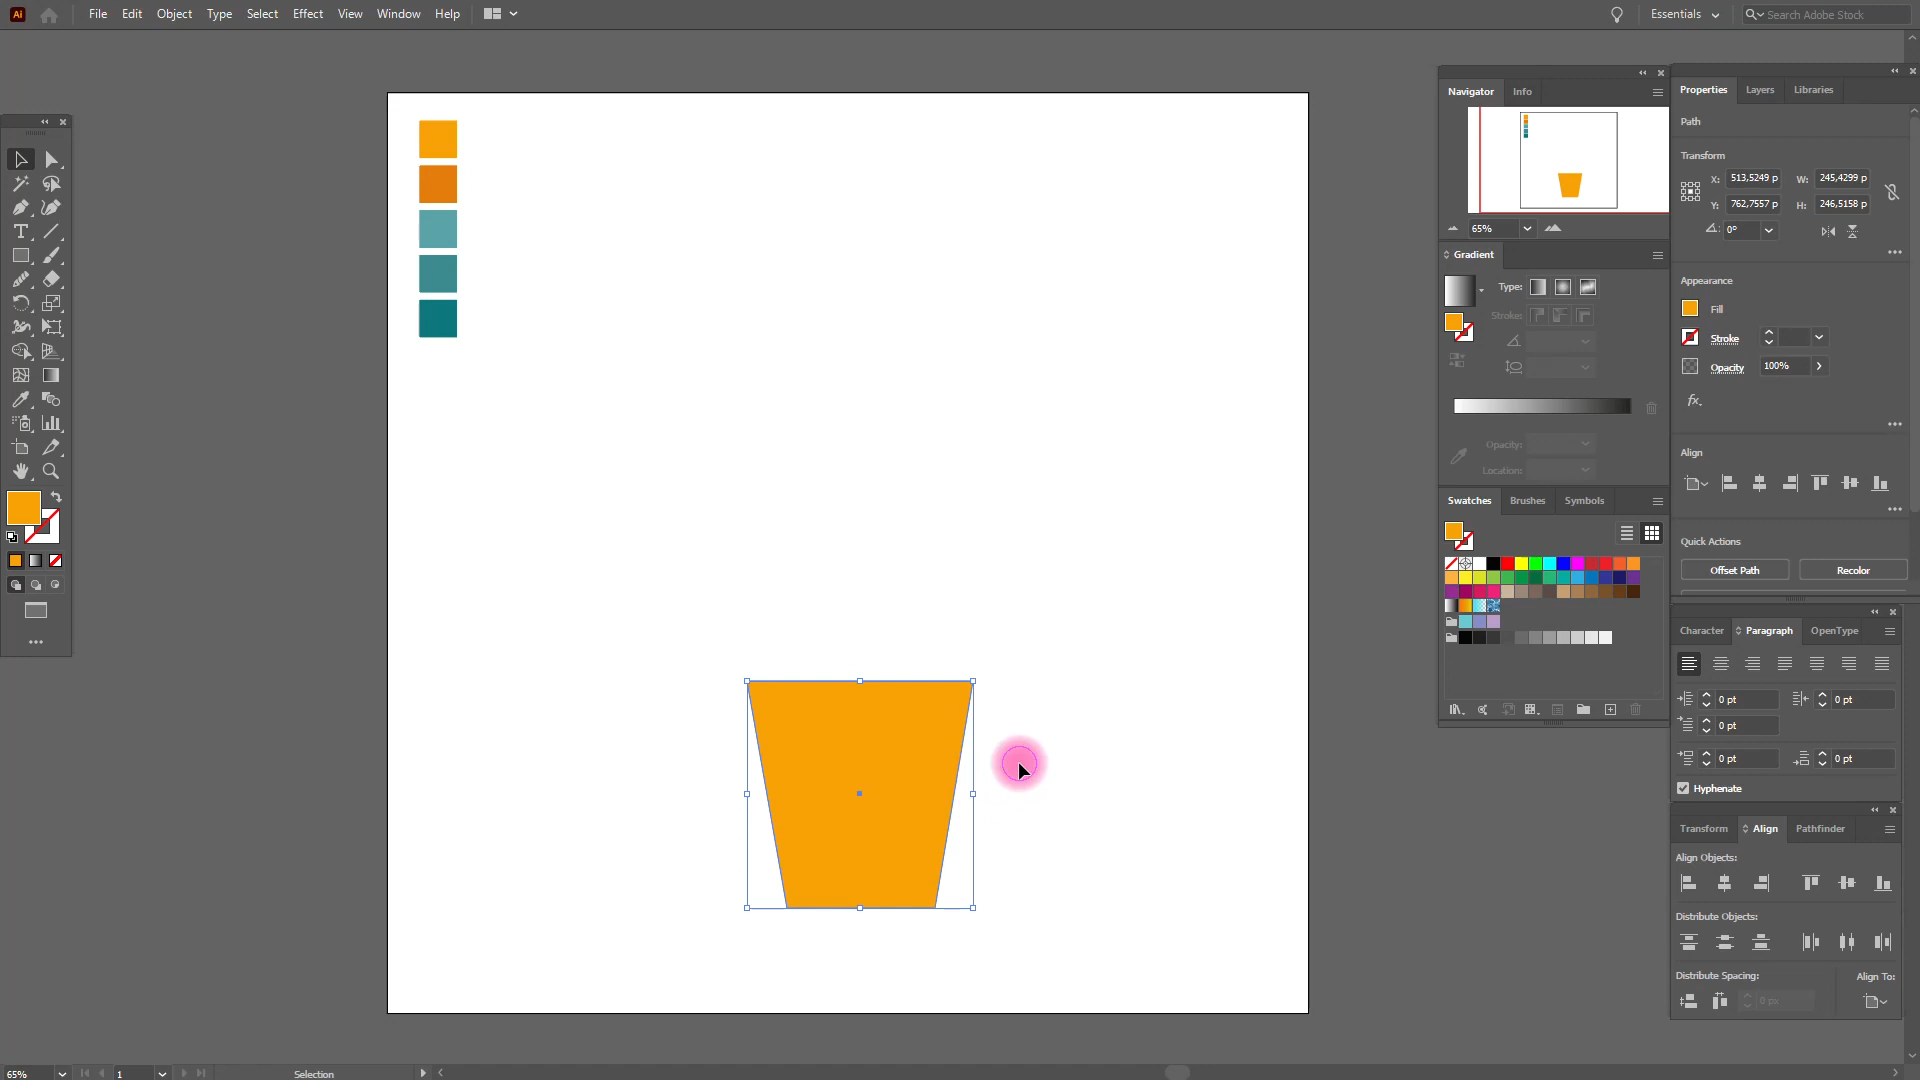 Ai
File Edit Object Type Select Effect View Window Help
Essentials
Search Adobe Stock
Navigator Info
65%
Gradient
Type:
Stroke:
Opacity:
Location:
Swatches Brushes Symbols
Properties Layers Libraries
Path
Transform
X: 513,5249 p W: 245,4299 p
Y: 762,7557 p H: 246,5158 p
0°
Appearance
Fill
Stroke
Opacity 100%
fx.
Align
Quick Actions
Offset Path Recolor
Character Paragraph OpenType
0 pt 0 pt
0 pt
0 pt 0 pt
Hyphenate
Transform Align Pathfinder
Align Objects:
Distribute Objects:
Distribute Spacing: Align To:
0 px
65% 1 Selection